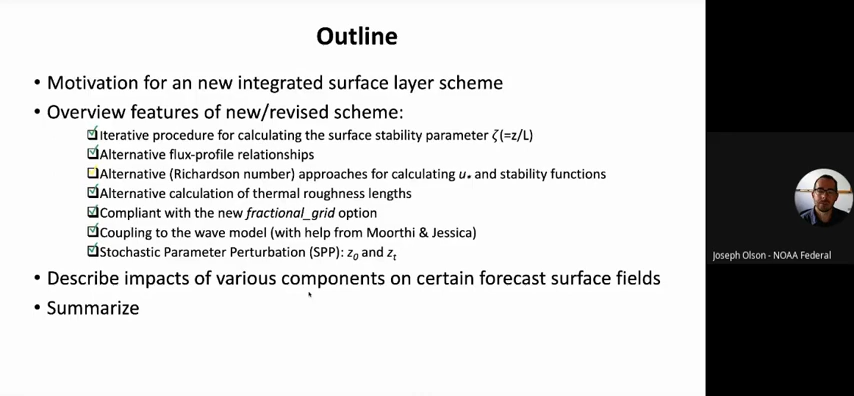 Outline
• Motivation for an new integrated surface layer scheme
• Overview features of new/revised scheme:
☑Iterative procedure for calculating the surface stability parameter ζ(=z/L)
☑Alternative flux-profile relationships
☐Alternative (Richardson number) approaches for calculating u* and stability functions
☑Alternative calculation of thermal roughness lengths
☑Compliant with the new fractional_grid option
☑Coupling to the wave model (with help from Moorthi & Jessica)
☑Stochastic Parameter Perturbation (SPP): z₀ and zₜ
• Describe impacts of various components on certain forecast surface fields
• Summarize
Joseph Olson - NOAA Federal